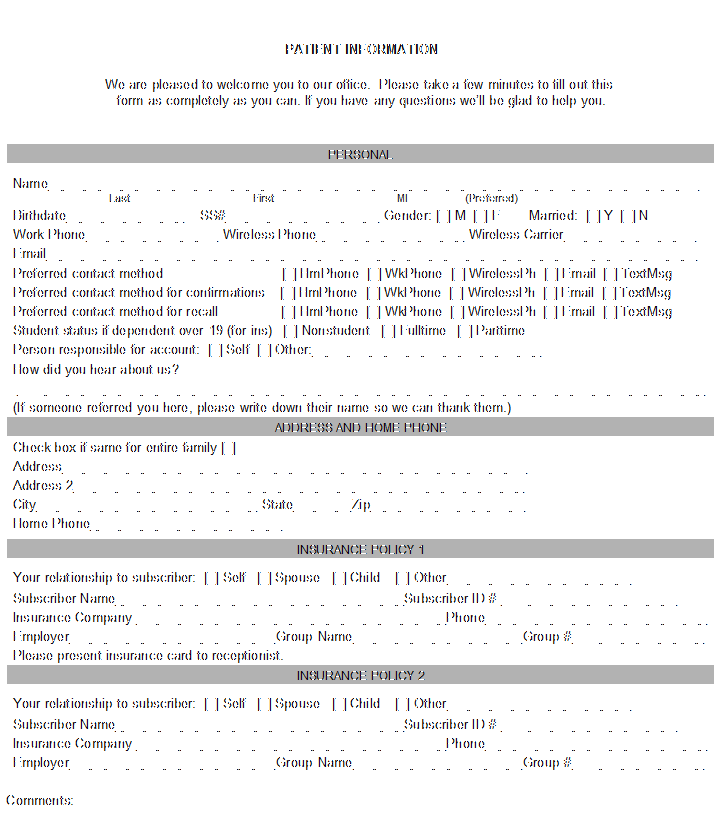 PATIENT INFORMATION
We are pleased to welcome you to our office.  Please take a few minutes to fill out this
form as completely as you can. If you have any questions we'll be glad to help you.
PERSONAL
Name
Last First MI (Preferred)
Birthdate SS# Gender: [ ] M [ ] F Married: [ ] Y [ ] N
Work Phone Wireless Phone Wireless Carrier
Email
Preferred contact method [ ] HmPhone [ ] WkPhone [ ] WirelessPh [ ] Email [ ] TextMsg
Preferred contact method for confirmations [ ] HmPhone [ ] WkPhone [ ] WirelessPh [ ] Email [ ] TextMsg
Preferred contact method for recall [ ] HmPhone [ ] WkPhone [ ] WirelessPh [ ] Email [ ] TextMsg
Student status if dependent over 19 (for ins) [ ] Nonstudent [ ] Fulltime [ ] Parttime
Person responsible for account: [ ] Self [ ] Other:
How did you hear about us?
(If someone referred you here, please write down their name so we can thank them.)
ADDRESS AND HOME PHONE
Check box if same for entire family [ ]
Address
Address 2
City State Zip
Home Phone
INSURANCE POLICY 1
Your relationship to subscriber: [ ] Self [ ] Spouse [ ] Child [ ] Other
Subscriber Name Subscriber ID #
Insurance Company Phone
Employer Group Name Group #
Please present insurance card to receptionist.
INSURANCE POLICY 2
Your relationship to subscriber: [ ] Self [ ] Spouse [ ] Child [ ] Other
Subscriber Name Subscriber ID #
Insurance Company Phone
Employer Group Name Group #
Comments: